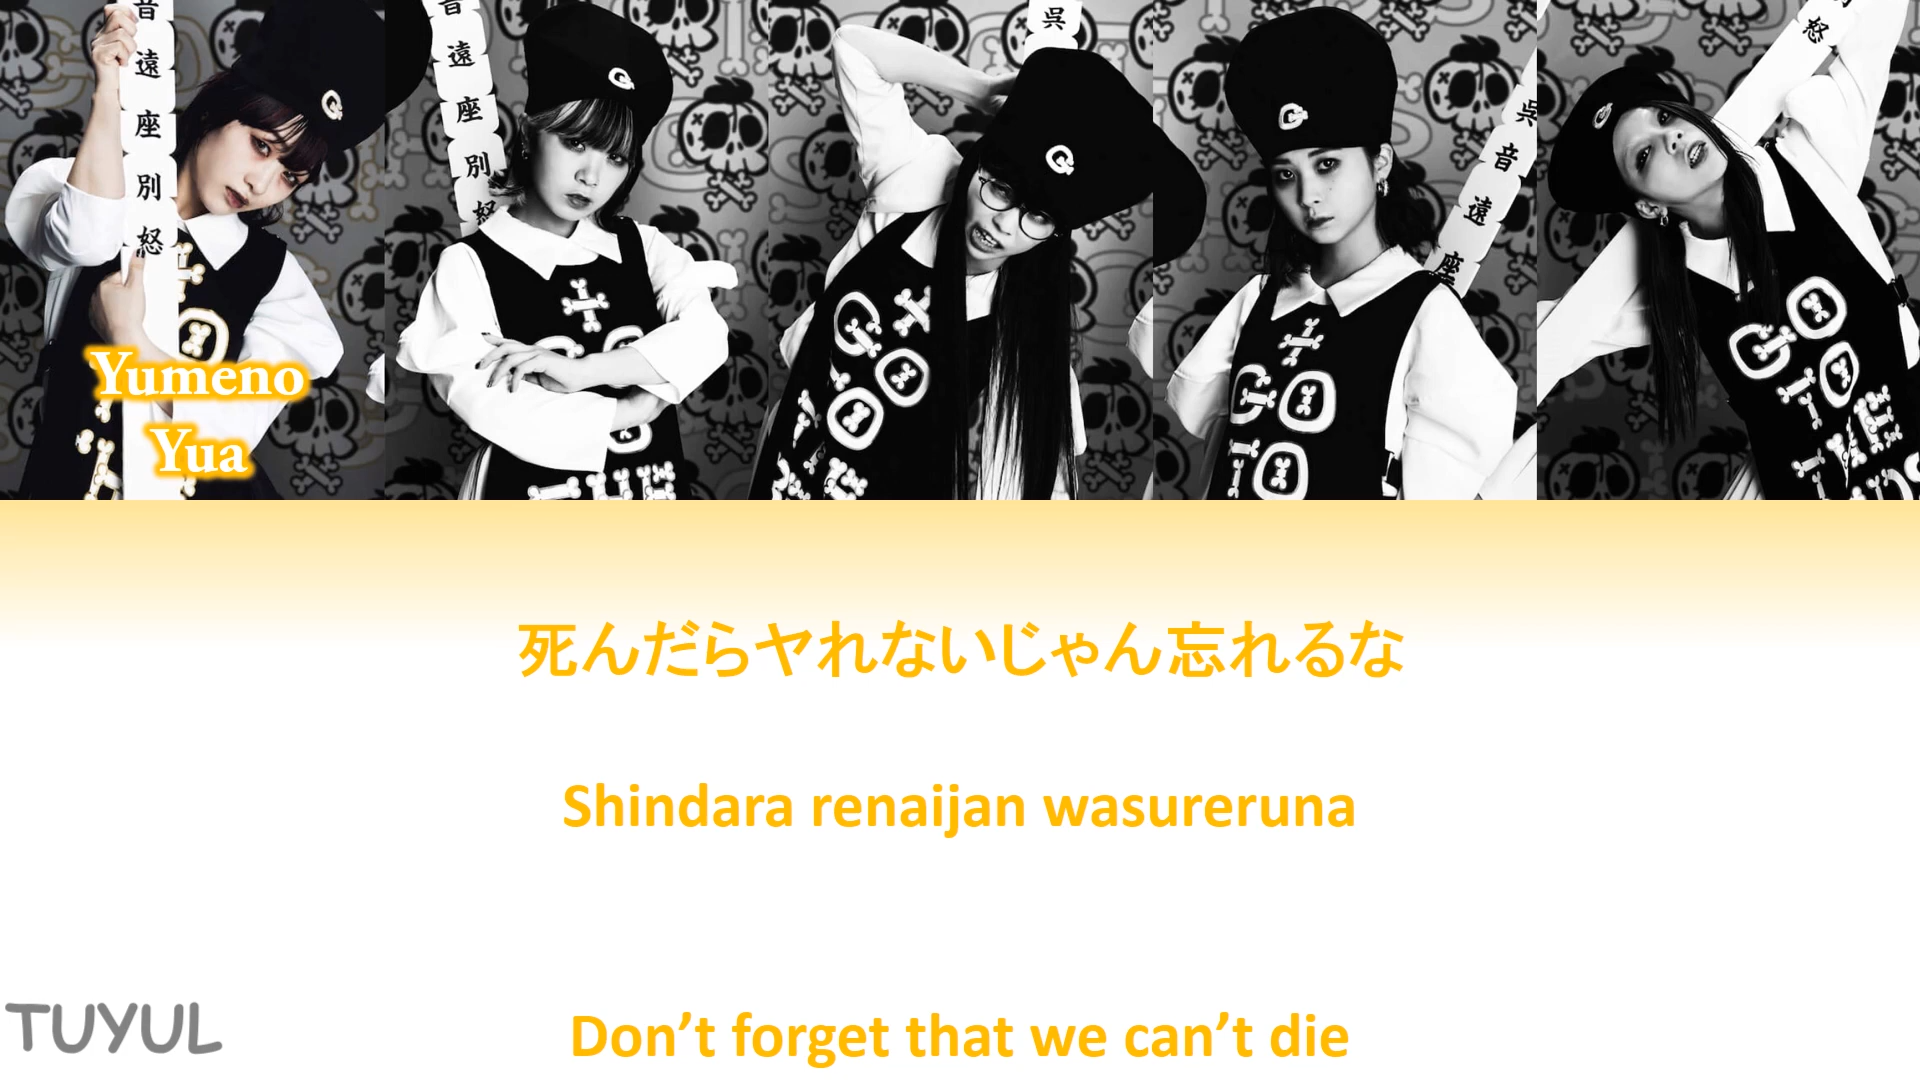 音
遠
座
別
怒
音
遠
座
別
怒
呉
呉
音
遠
座
怒
Yumeno
Yua
死んだらヤれないじゃん忘れるな
Shindara renaijan wasureruna
TUYUL
Don't forget that we can't die